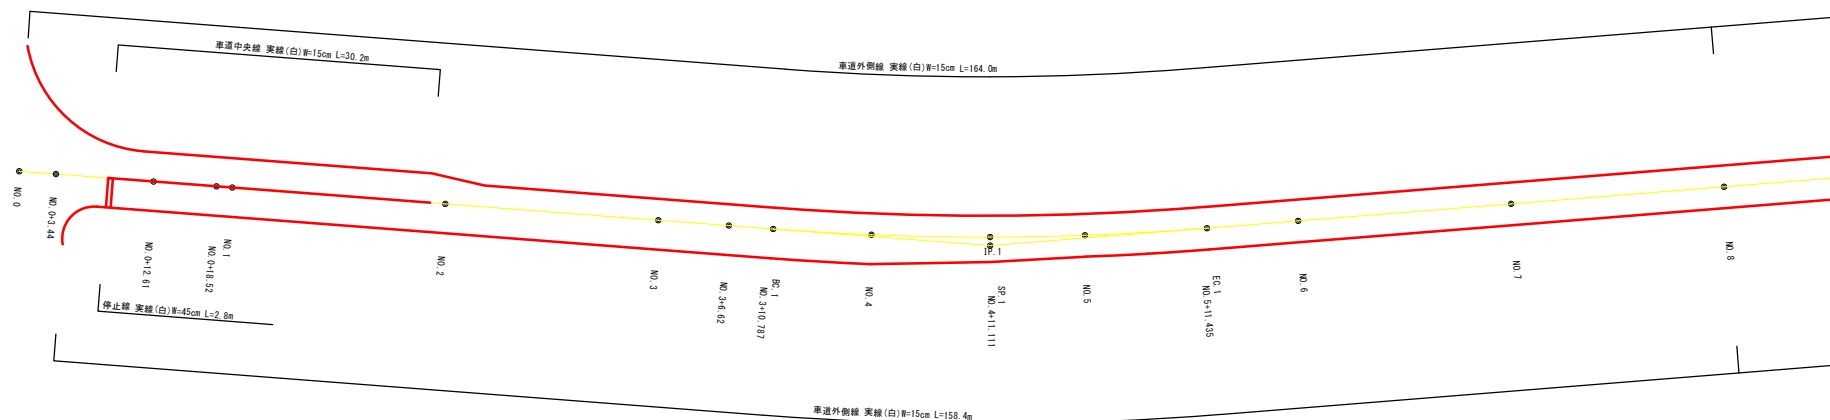 車道中央線 実線(白)W=15cm L=30.2m
車道外側線 実線(白)W=15cm L=164.0m
NO.0
NO.0+3.44
NO.0+12.61
NO.0+18.52
NO.1
NO.2
NO.3
NO.3+6.62
BC.1
NO.3+10.787
NO.4
IP.1
SP.1
NO.4+11.111
NO.5
EC.1
NO.5+11.435
NO.6
NO.7
NO.8
停止線 実線(白)W=45cm L=2.8m
車道外側線 実線(白)W=15cm L=158.4m